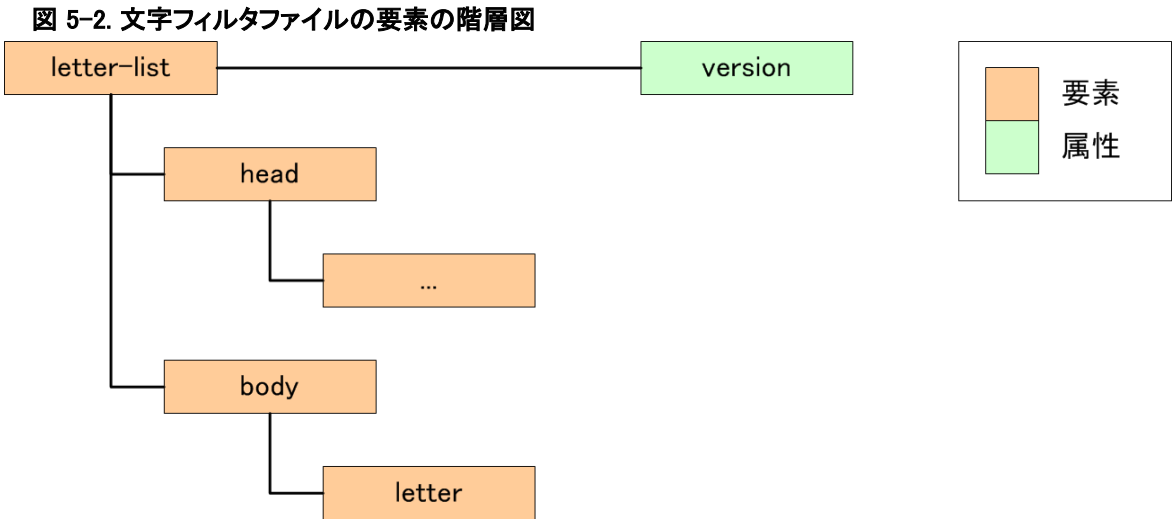 図 5-2. 文字フィルタファイルの要素の階層図
letter-list
version
要素
属性
head
...
body
letter